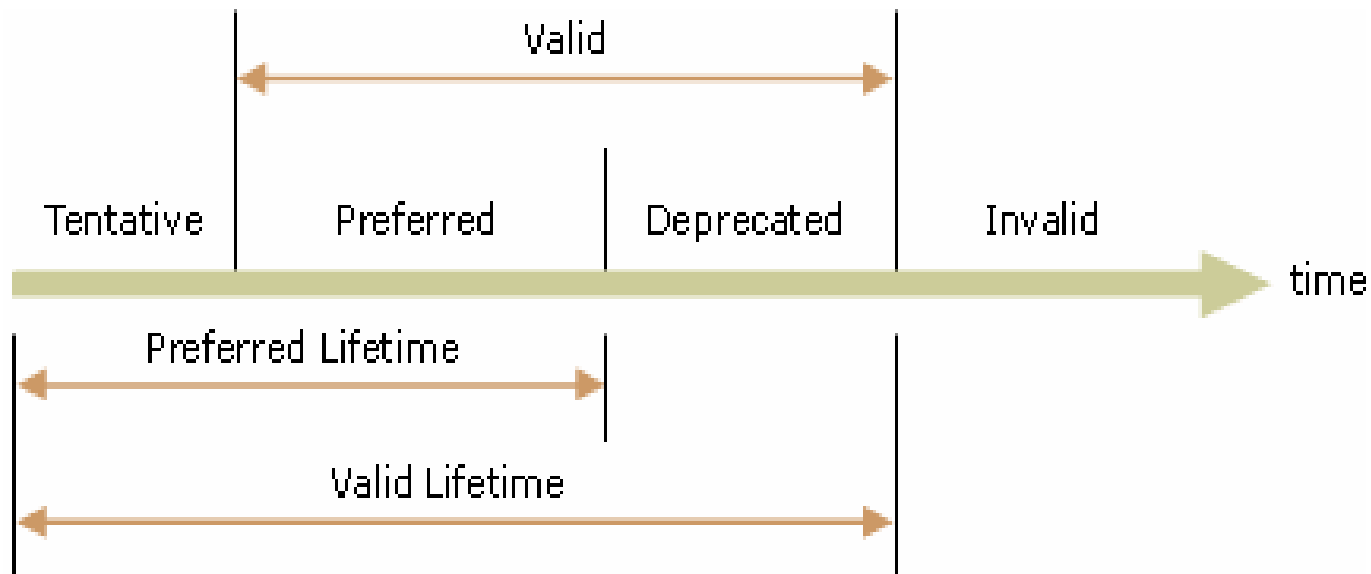 Valid
Tentative
Preferred
Deprecated
Invalid
time
Preferred Lifetime
Valid Lifetime